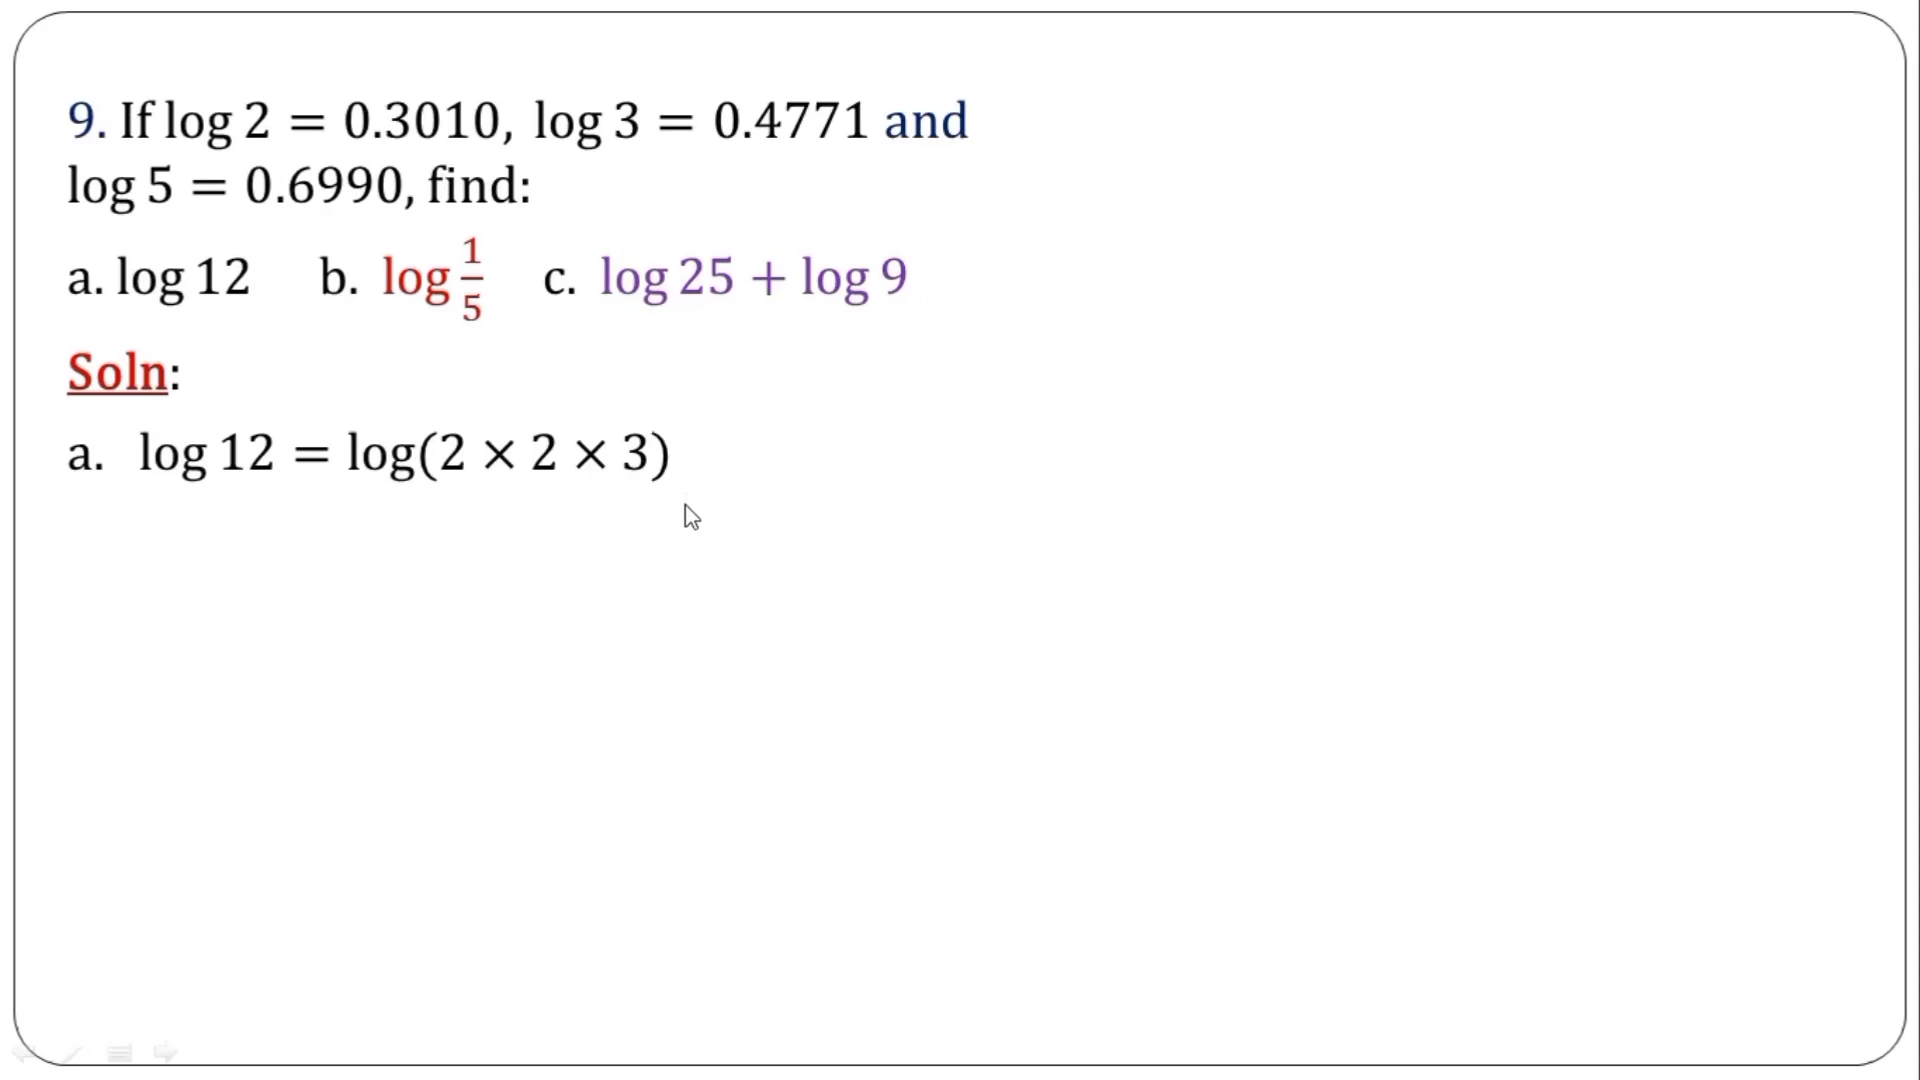 9. If log 2 = 0.3010, log 3 = 0.4771 and
log 5 = 0.6990, find:
a. log 12 b. log 1/5 c. log 25 + log 9
Soln:
a. log 12 = log(2 × 2 × 3)